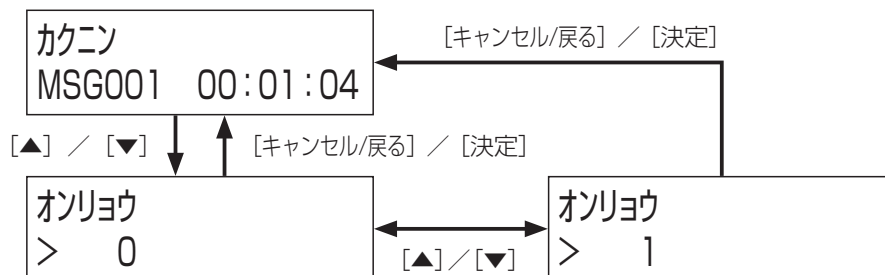 カクニン
MSG001 00:01:04
[キャンセル/戻る] ／ [決定]
[▲] ／ [▼]
[キャンセル/戻る] ／ [決定]
オンリョウ
＞ 0
[▲]／[▼]
オンリョウ
＞ 1